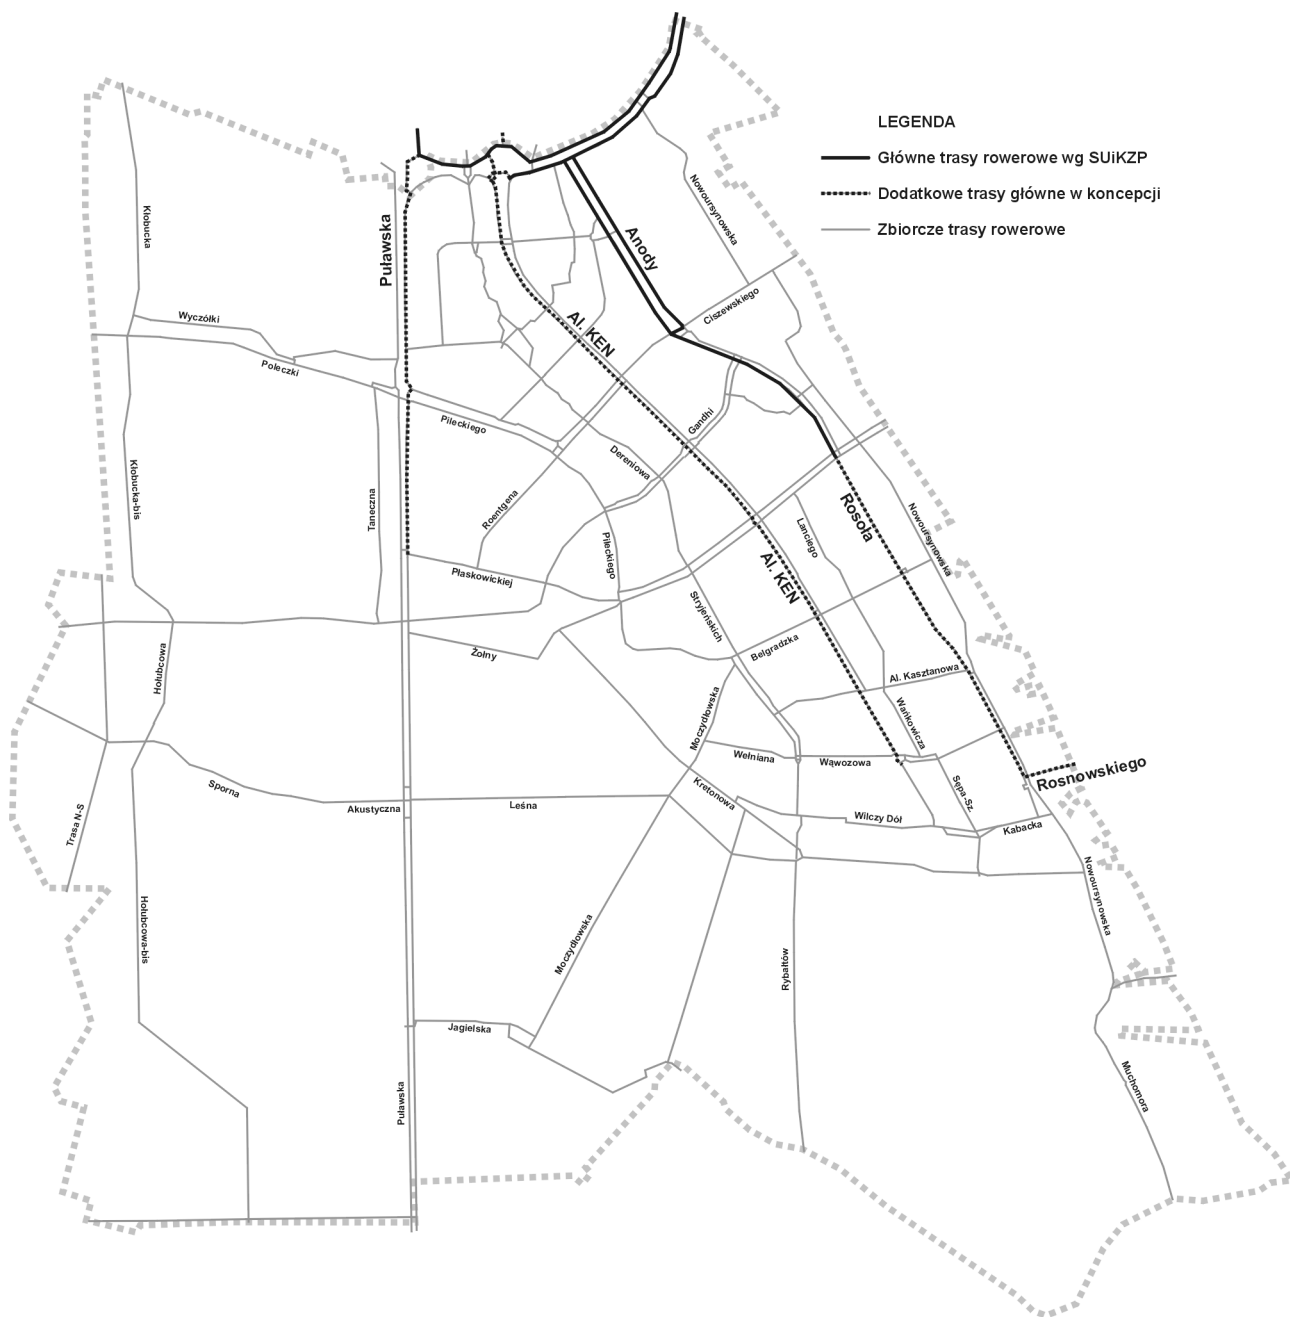 LEGENDA
Główne trasy rowerowe wg SUiKZP
Dodatkowe trasy główne w koncepcji
Zbiorcze trasy rowerowe
Kłobucka
Puławska
Anody
Nowoursynowska
Ciszewskiego
Wyczółki
Poleczki
Al. KEN
Pileckiego
Gandhi
Dereniowa
Kłobucka-bis
Taneczna
Roentgena
Pileckiego
Rosoła
Lanciego
Nowoursynowska
Płaskowickiej
Al. KEN
Stryjeńskich
Belgradzka
Żołny
Hołubcowa
Al. Kasztanowa
Moczydłowska
Wańkowicza
Wełniana
Wąwozowa
Rosnowskiego
Sporna
Akustyczna
Leśna
Kretonowa
Sępa-Sz.
Trasa N-S
Wilczy Dół
Kabacka
Nowoursynowska
Hołubcowa-bis
Moczydłowska
Rybałtów
Jagielska
Puławska
Muchomora